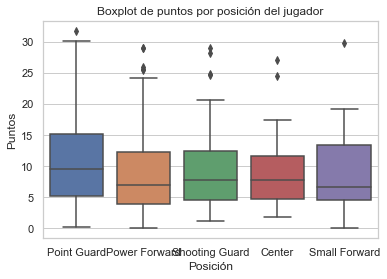 Boxplot de puntos por posición del jugador
Puntos
30
25
20
15
10
5
0
Point Guard Power Forward Shooting Guard Center Small Forward
Posición